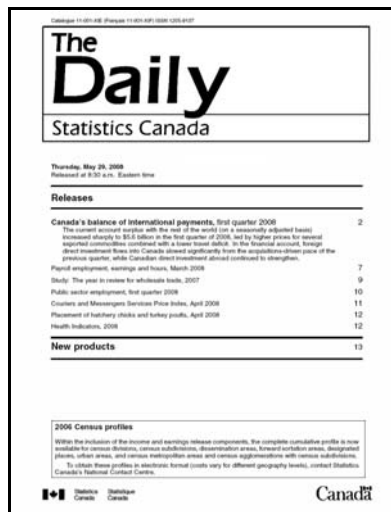 Catalogue 11-001-XIE (Français 11-001-XIF) ISSN 1205-9137
The
Daily
Statistics Canada
Thursday, May 29, 2008
Released at 8:30 a.m. Eastern time
Releases
Canada's balance of international payments, first quarter 2008 2
The current account surplus with the rest of the world (on a seasonally adjusted basis)
increased sharply to $5.6 billion in the first quarter of 2008, led by higher prices for several
exported commodities combined with a lower travel deficit. In the financial account, foreign
direct investment flows into Canada slowed significantly from the acquisitions-driven pace of the
previous quarter, while Canadian direct investment abroad continued to strengthen.
Payroll employment, earnings and hours, March 2008 7
Study: The year in review for wholesale trade, 2007 9
Public sector employment, first quarter 2008 10
Couriers and Messengers Services Price Index, April 2008 11
Placement of hatchery chicks and turkey poults, April 2008 12
Health Indicators, 2008 12
New products 13
2006 Census profiles
Within the inclusion of the income and earnings release components, the complete cumulative profile is now
available for census divisions, census subdivisions, dissemination areas, forward sortation areas, designated
places, urban areas, and census metropolitan areas and census agglomerations with census subdivisions.
To obtain these profiles in electronic format (costs vary for different geography levels), contact Statistics
Canada's National Contact Centre.
Statistics Statistique
Canada Canada
Canada